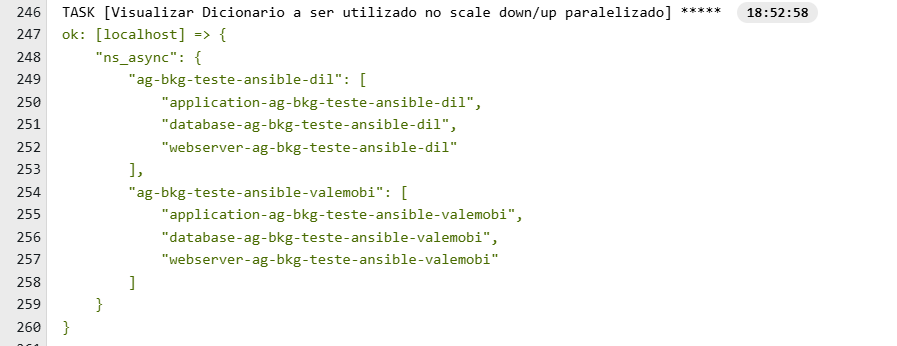 246 TASK [Visualizar Dicionario a ser utilizado no scale down/up paralelizado] ***** 18:52:58
247 ok: [localhost] => {
248     "ns_async": {
249         "ag-bkg-teste-ansible-dil": [
250             "application-ag-bkg-teste-ansible-dil",
251             "database-ag-bkg-teste-ansible-dil",
252             "webserver-ag-bkg-teste-ansible-dil"
253         ],
254         "ag-bkg-teste-ansible-valemobi": [
255             "application-ag-bkg-teste-ansible-valemobi",
256             "database-ag-bkg-teste-ansible-valemobi",
257             "webserver-ag-bkg-teste-ansible-valemobi"
258         ]
259     }
260 }